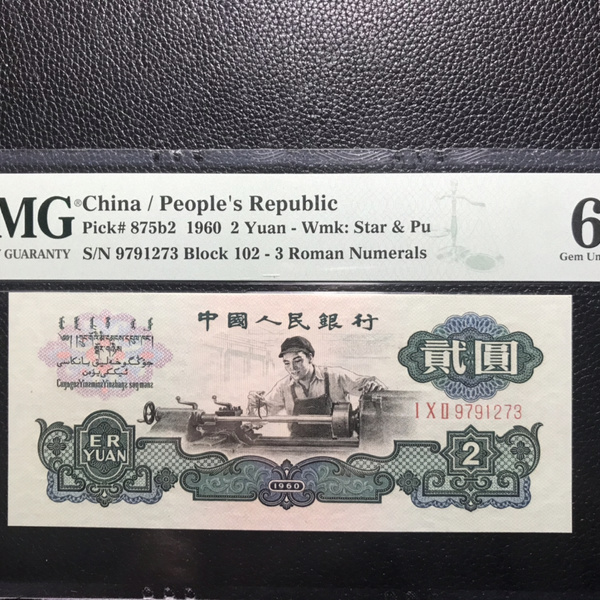 MG®
Y GUARANTY
China / People's Republic
Pick# 875b2 1960 2 Yuan - Wmk: Star & Pu
S/N 9791273 Block 102 - 3 Roman Numerals
6
Gem Un
中國人民銀行
貳圓
I X II 9791273
ER
YUAN
1960
2